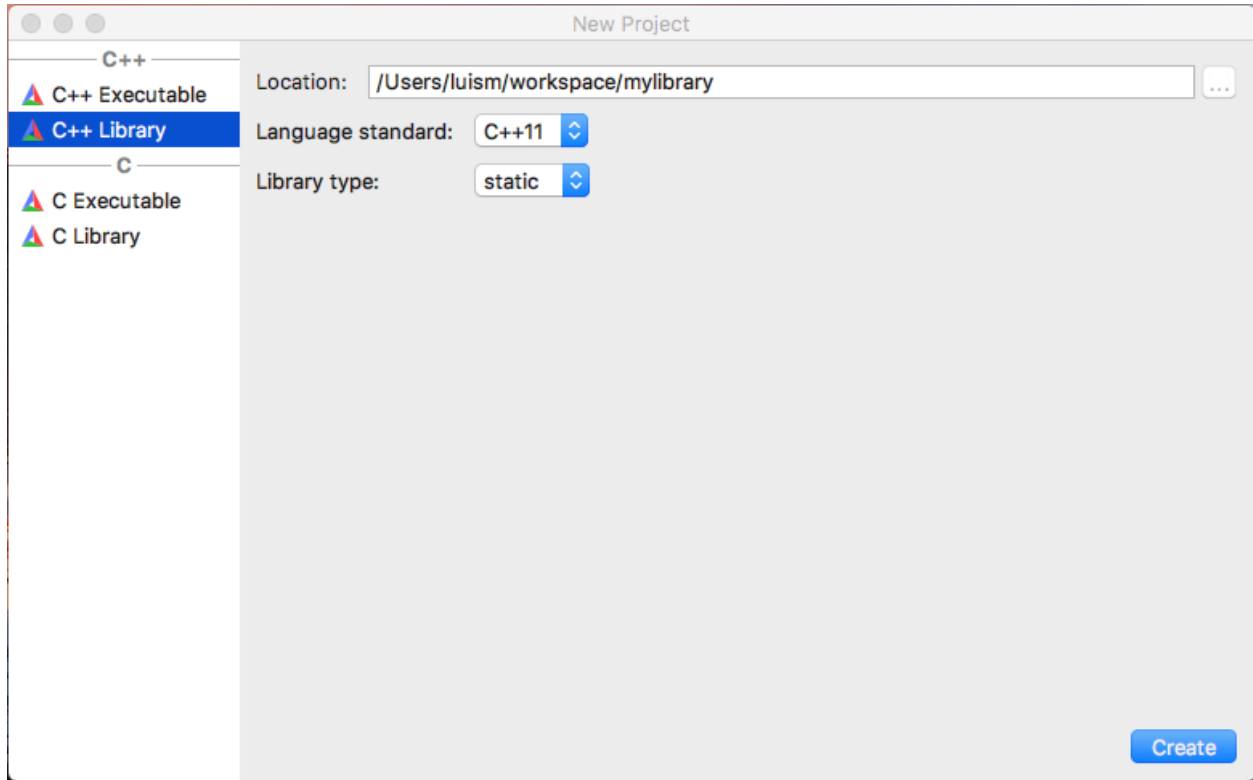 New Project
C++
C++ Executable
C++ Library
C
C Executable
C Library
Location: /Users/luism/workspace/mylibrary ...
Language standard: C++11
Library type: static
Create